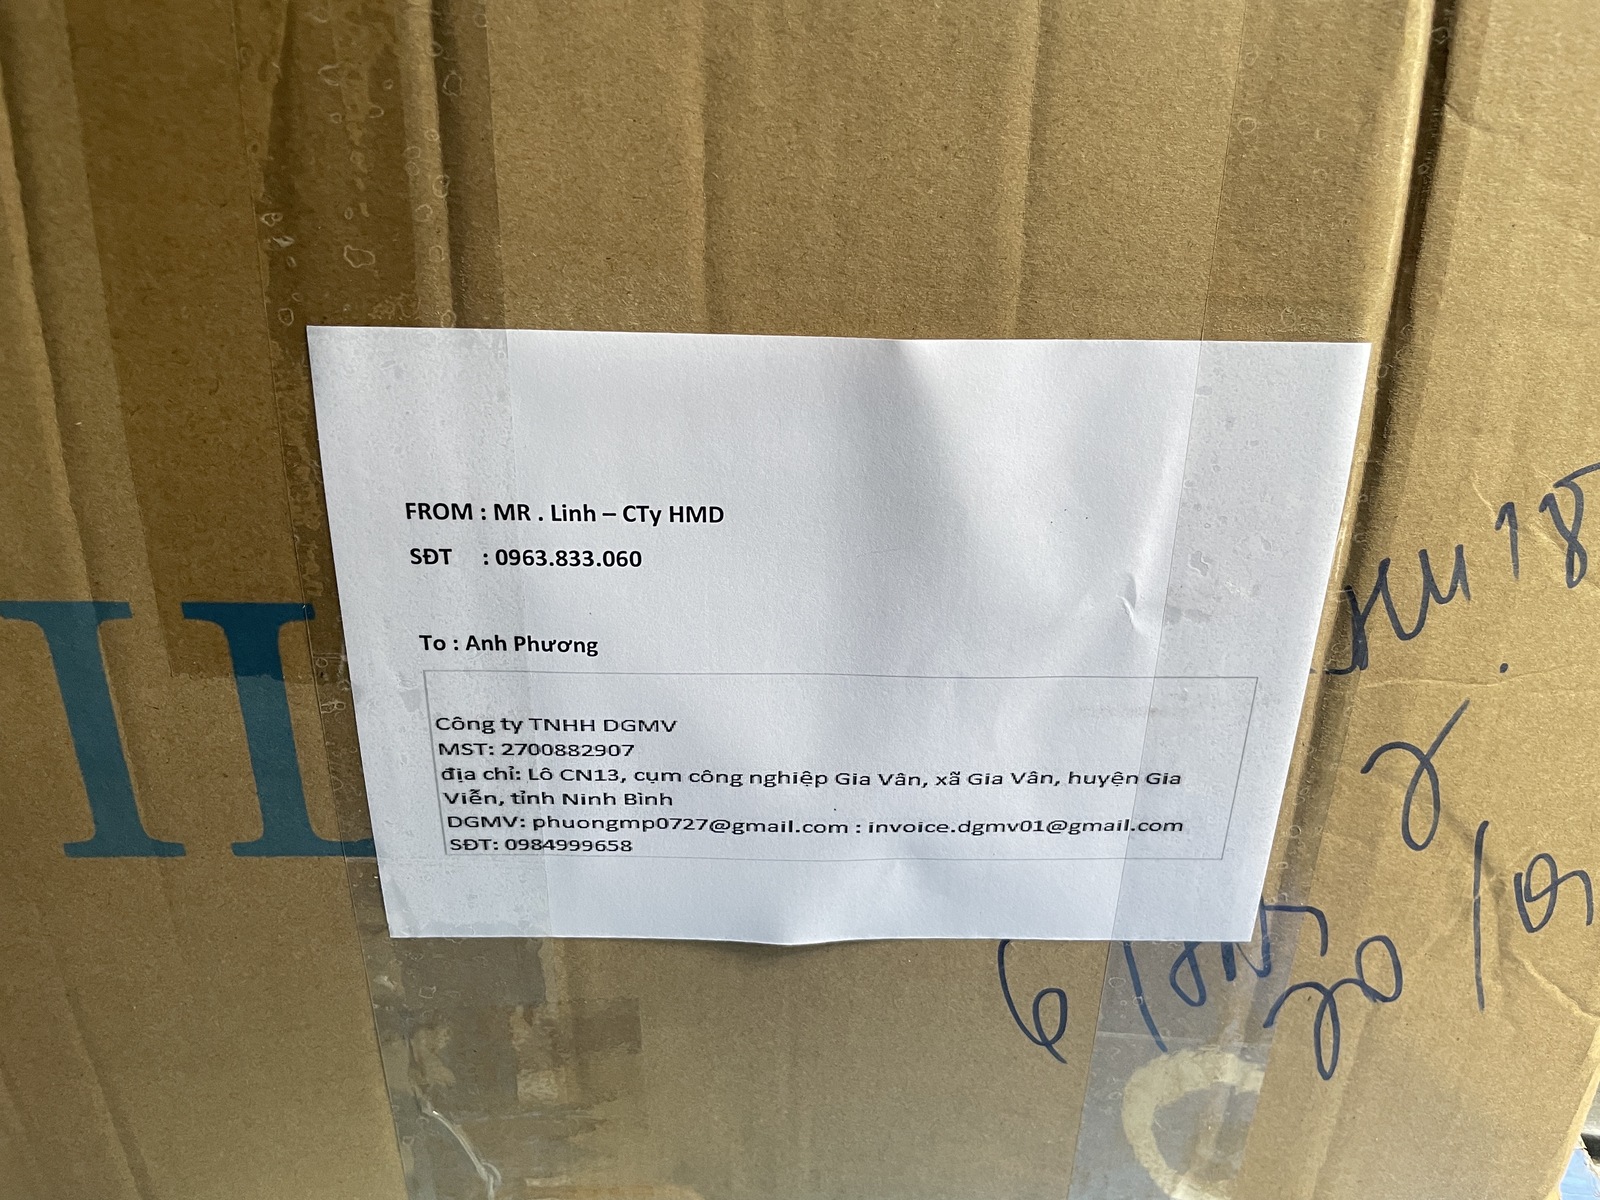 FROM : MR . Linh – CTy HMD
SĐT : 0963.833.060
To : Anh Phương
Công ty TNHH DGMV
MST: 2700882907
địa chỉ: Lô CN13, cụm công nghiệp Gia Vân, xã Gia Vân, huyện Gia
Viễn, tỉnh Ninh Bình
DGMV: phuongmp0727@gmail.com : invoice.dgmv01@gmail.com
SĐT: 0984999658
IL